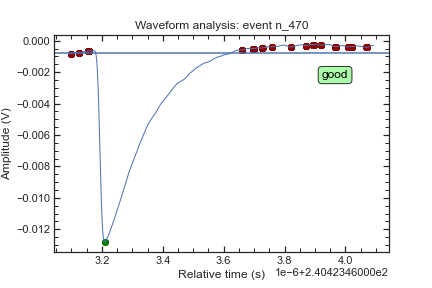 Waveform analysis: event n_470
0.000
−0.002
−0.004
−0.006
−0.008
−0.010
−0.012
Amplitude (V)
good
3.2 3.4 3.6 3.8 4.0
1e−6+2.4042346000e2
Relative time (s)